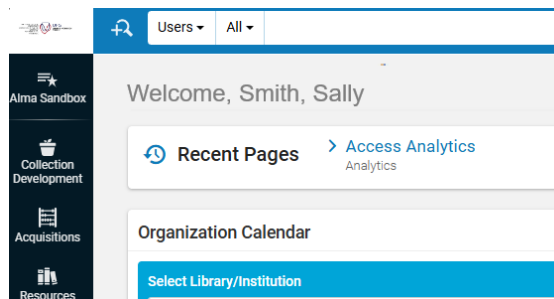 Users
All
Alma Sandbox
Welcome, Smith, Sally
Recent Pages
Access Analytics
Analytics
Collection
Development
Acquisitions
Organization Calendar
Select Library/Institution
Resources